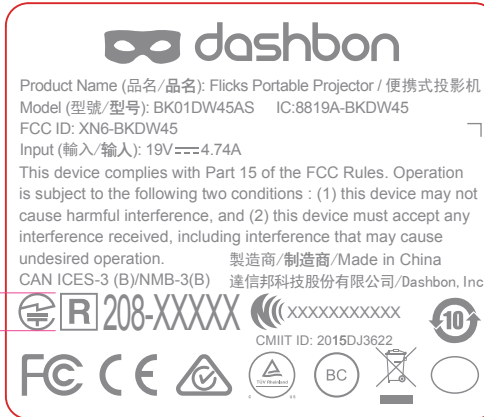 dashbon
Product Name (品名/品名): Flicks Portable Projector / 便携式投影机
Model (型號/型号): BK01DW45AS IC:8819A-BKDW45
FCC ID: XN6-BKDW45
Input (輸入/输入): 19V⎓4.74A
This device complies with Part 15 of the FCC Rules. Operation
is subject to the following two conditions : (1) this device may not
cause harmful interference, and (2) this device must accept any
interference received, including interference that may cause
undesired operation. 製造商/制造商/Made in China
CAN ICES-3 (B)/NMB-3(B) 達信邦科技股份有限公司/Dashbon, Inc
R 208-XXXXX XXXXXXXXXXX 10
CMIIT ID: 2015DJ3622
FC CE TÜV Rheinland BC